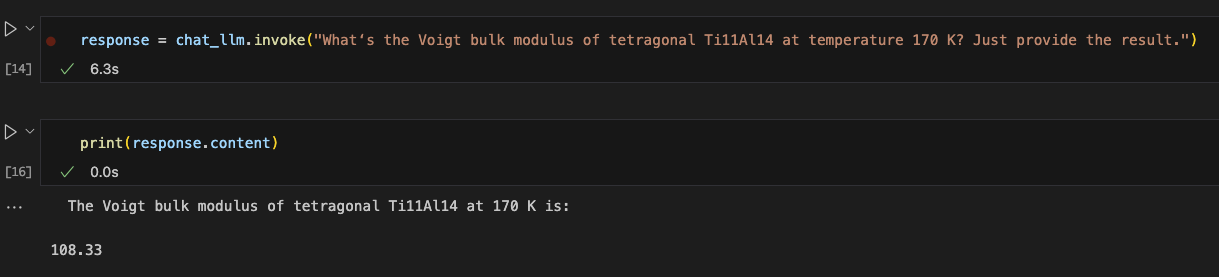 response = chat_llm.invoke("What‘s the Voigt bulk modulus of tetragonal Ti11Al14 at temperature 170 K? Just provide the result.")
[14]
6.3s
print(response.content)
[16]
0.0s
...
The Voigt bulk modulus of tetragonal Ti11Al14 at 170 K is:
108.33